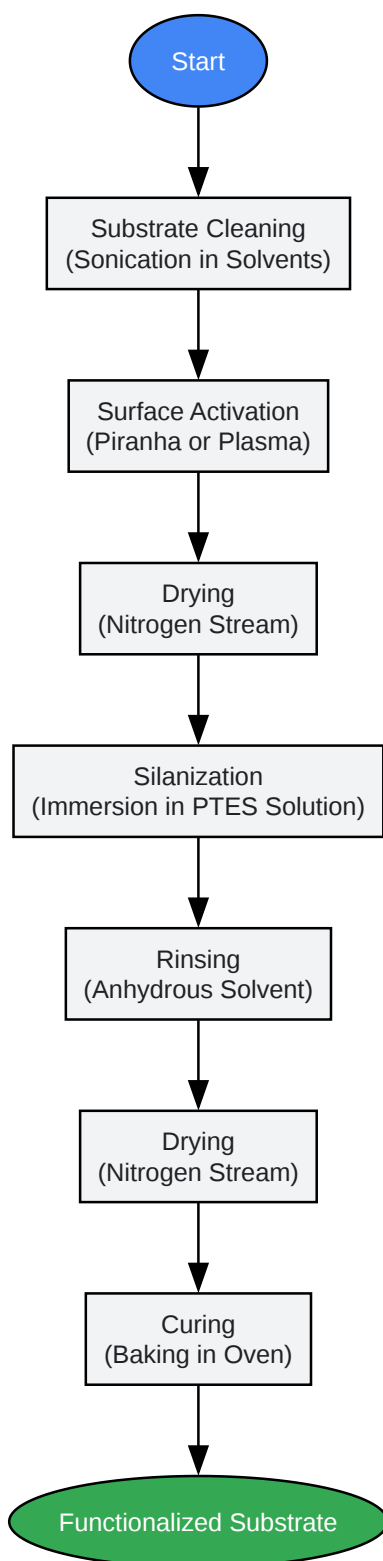 Start
Substrate Cleaning
(Sonication in Solvents)
Surface Activation
(Piranha or Plasma)
Drying
(Nitrogen Stream)
Silanization
(Immersion in PTES Solution)
Rinsing
(Anhydrous Solvent)
Drying
(Nitrogen Stream)
Curing
(Baking in Oven)
Functionalized Substrate